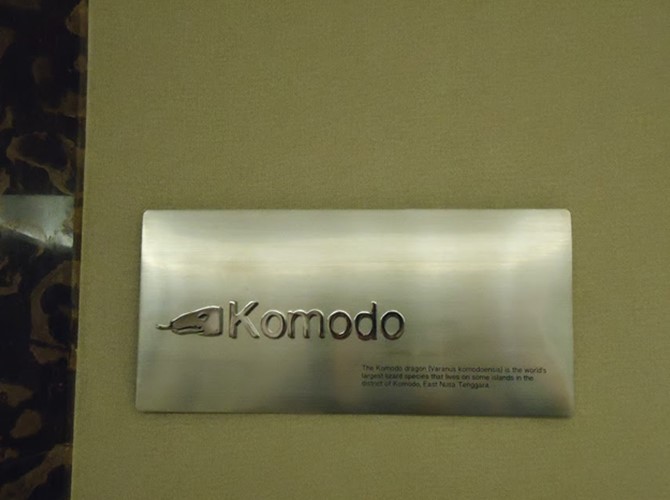 Komodo
The Komodo dragon (varanus komodoensis) is the world's
largest lizard species that lives on some islands in the
district of Komodo, East Nusa Tenggara.